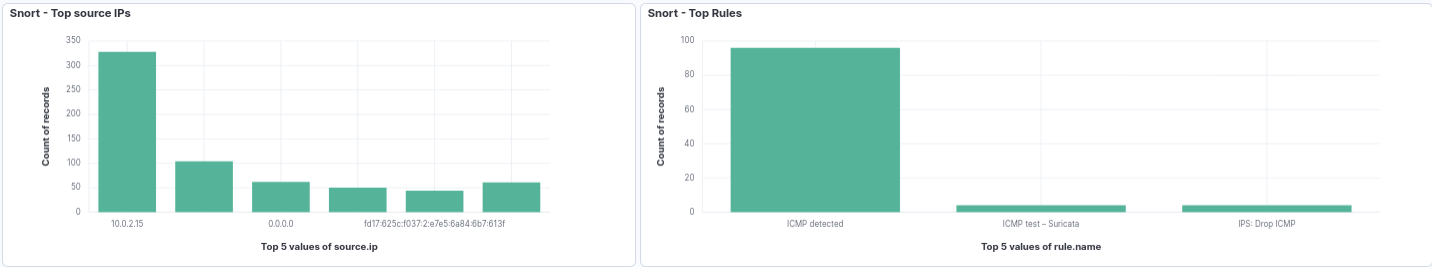 Snort - Top source IPs
350
300
250
200
150
100
50
0
Count of records
10.0.2.15
0.0.0.0
fd17:625c:f037:2:e7e5:6a84:6b7:613f
Top 5 values of source.ip
Snort - Top Rules
100
80
60
40
20
0
Count of records
ICMP detected
ICMP test – Suricata
IPS: Drop ICMP
Top 5 values of rule.name